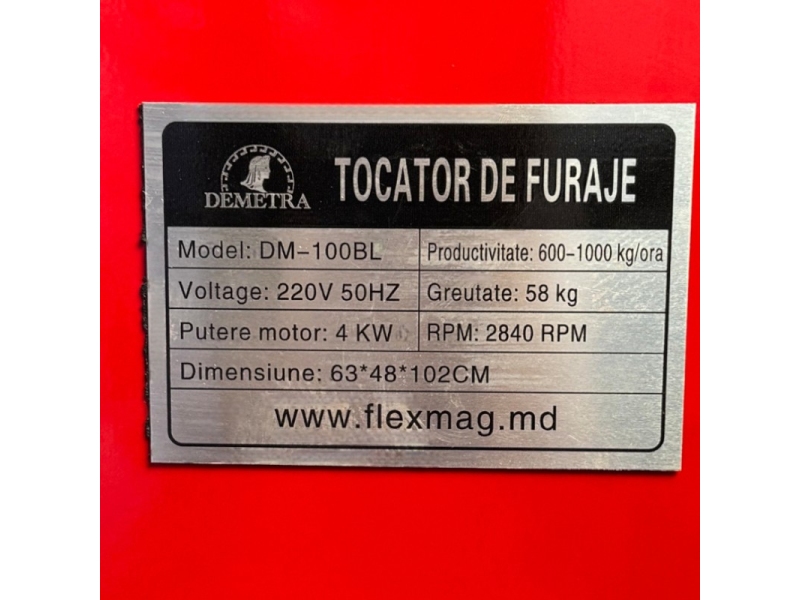 DEMETRA
TOCATOR DE FURAJE
Model: DM-100BL
Productivitate: 600-1000 kg/ora
Voltage: 220V 50HZ
Greutate: 58 kg
Putere motor: 4 KW
RPM: 2840 RPM
Dimensiune: 63*48*102CM
www.flexmag.md